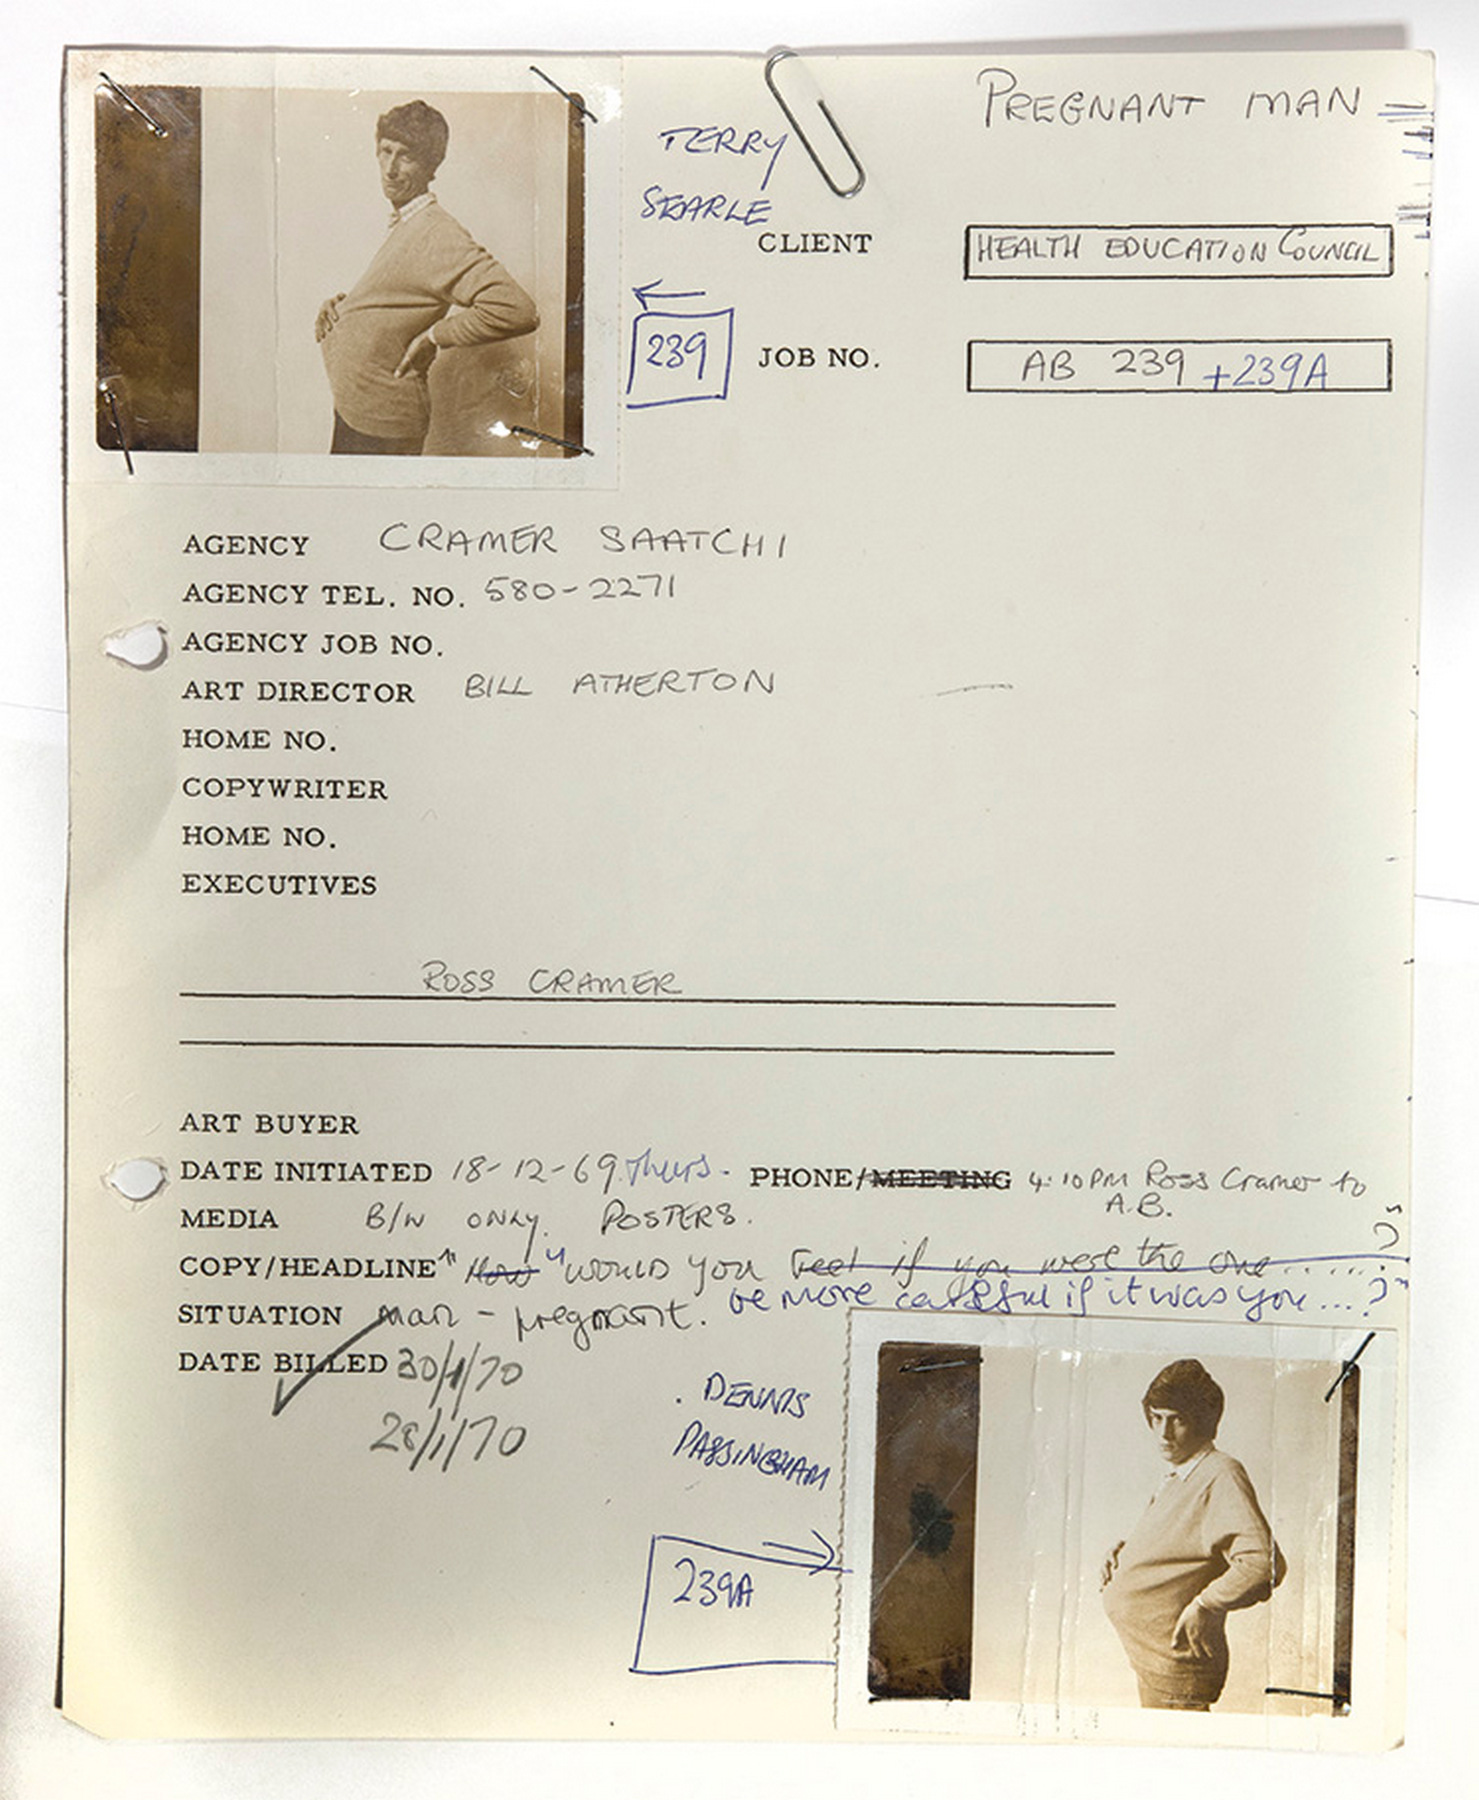 PREGNANT MAN
TERRY
SEARLE
CLIENT HEALTH EDUCATION COUNCIL
239
JOB NO. AB 239 +239A
AGENCY CRAMER SAATCHI
AGENCY TEL. NO. 580-2271
AGENCY JOB NO.
ART DIRECTOR BILL ATHERTON
HOME NO.
COPYWRITER
HOME NO.
EXECUTIVES
ROSS CRAMER
ART BUYER
DATE INITIATED 18-12-69 Thurs. PHONE/MEETING 4.10PM Ross Cramer to
A.B.
MEDIA B/W ONLY. POSTERS.
COPY/HEADLINE "How "WOULD you feel if you were the one......?"
be more careful if it was you....?"
SITUATION man - pregnant.
DATE BILLED 30/1/70
28/1/70
DENNIS
PASSINGHAM
239A